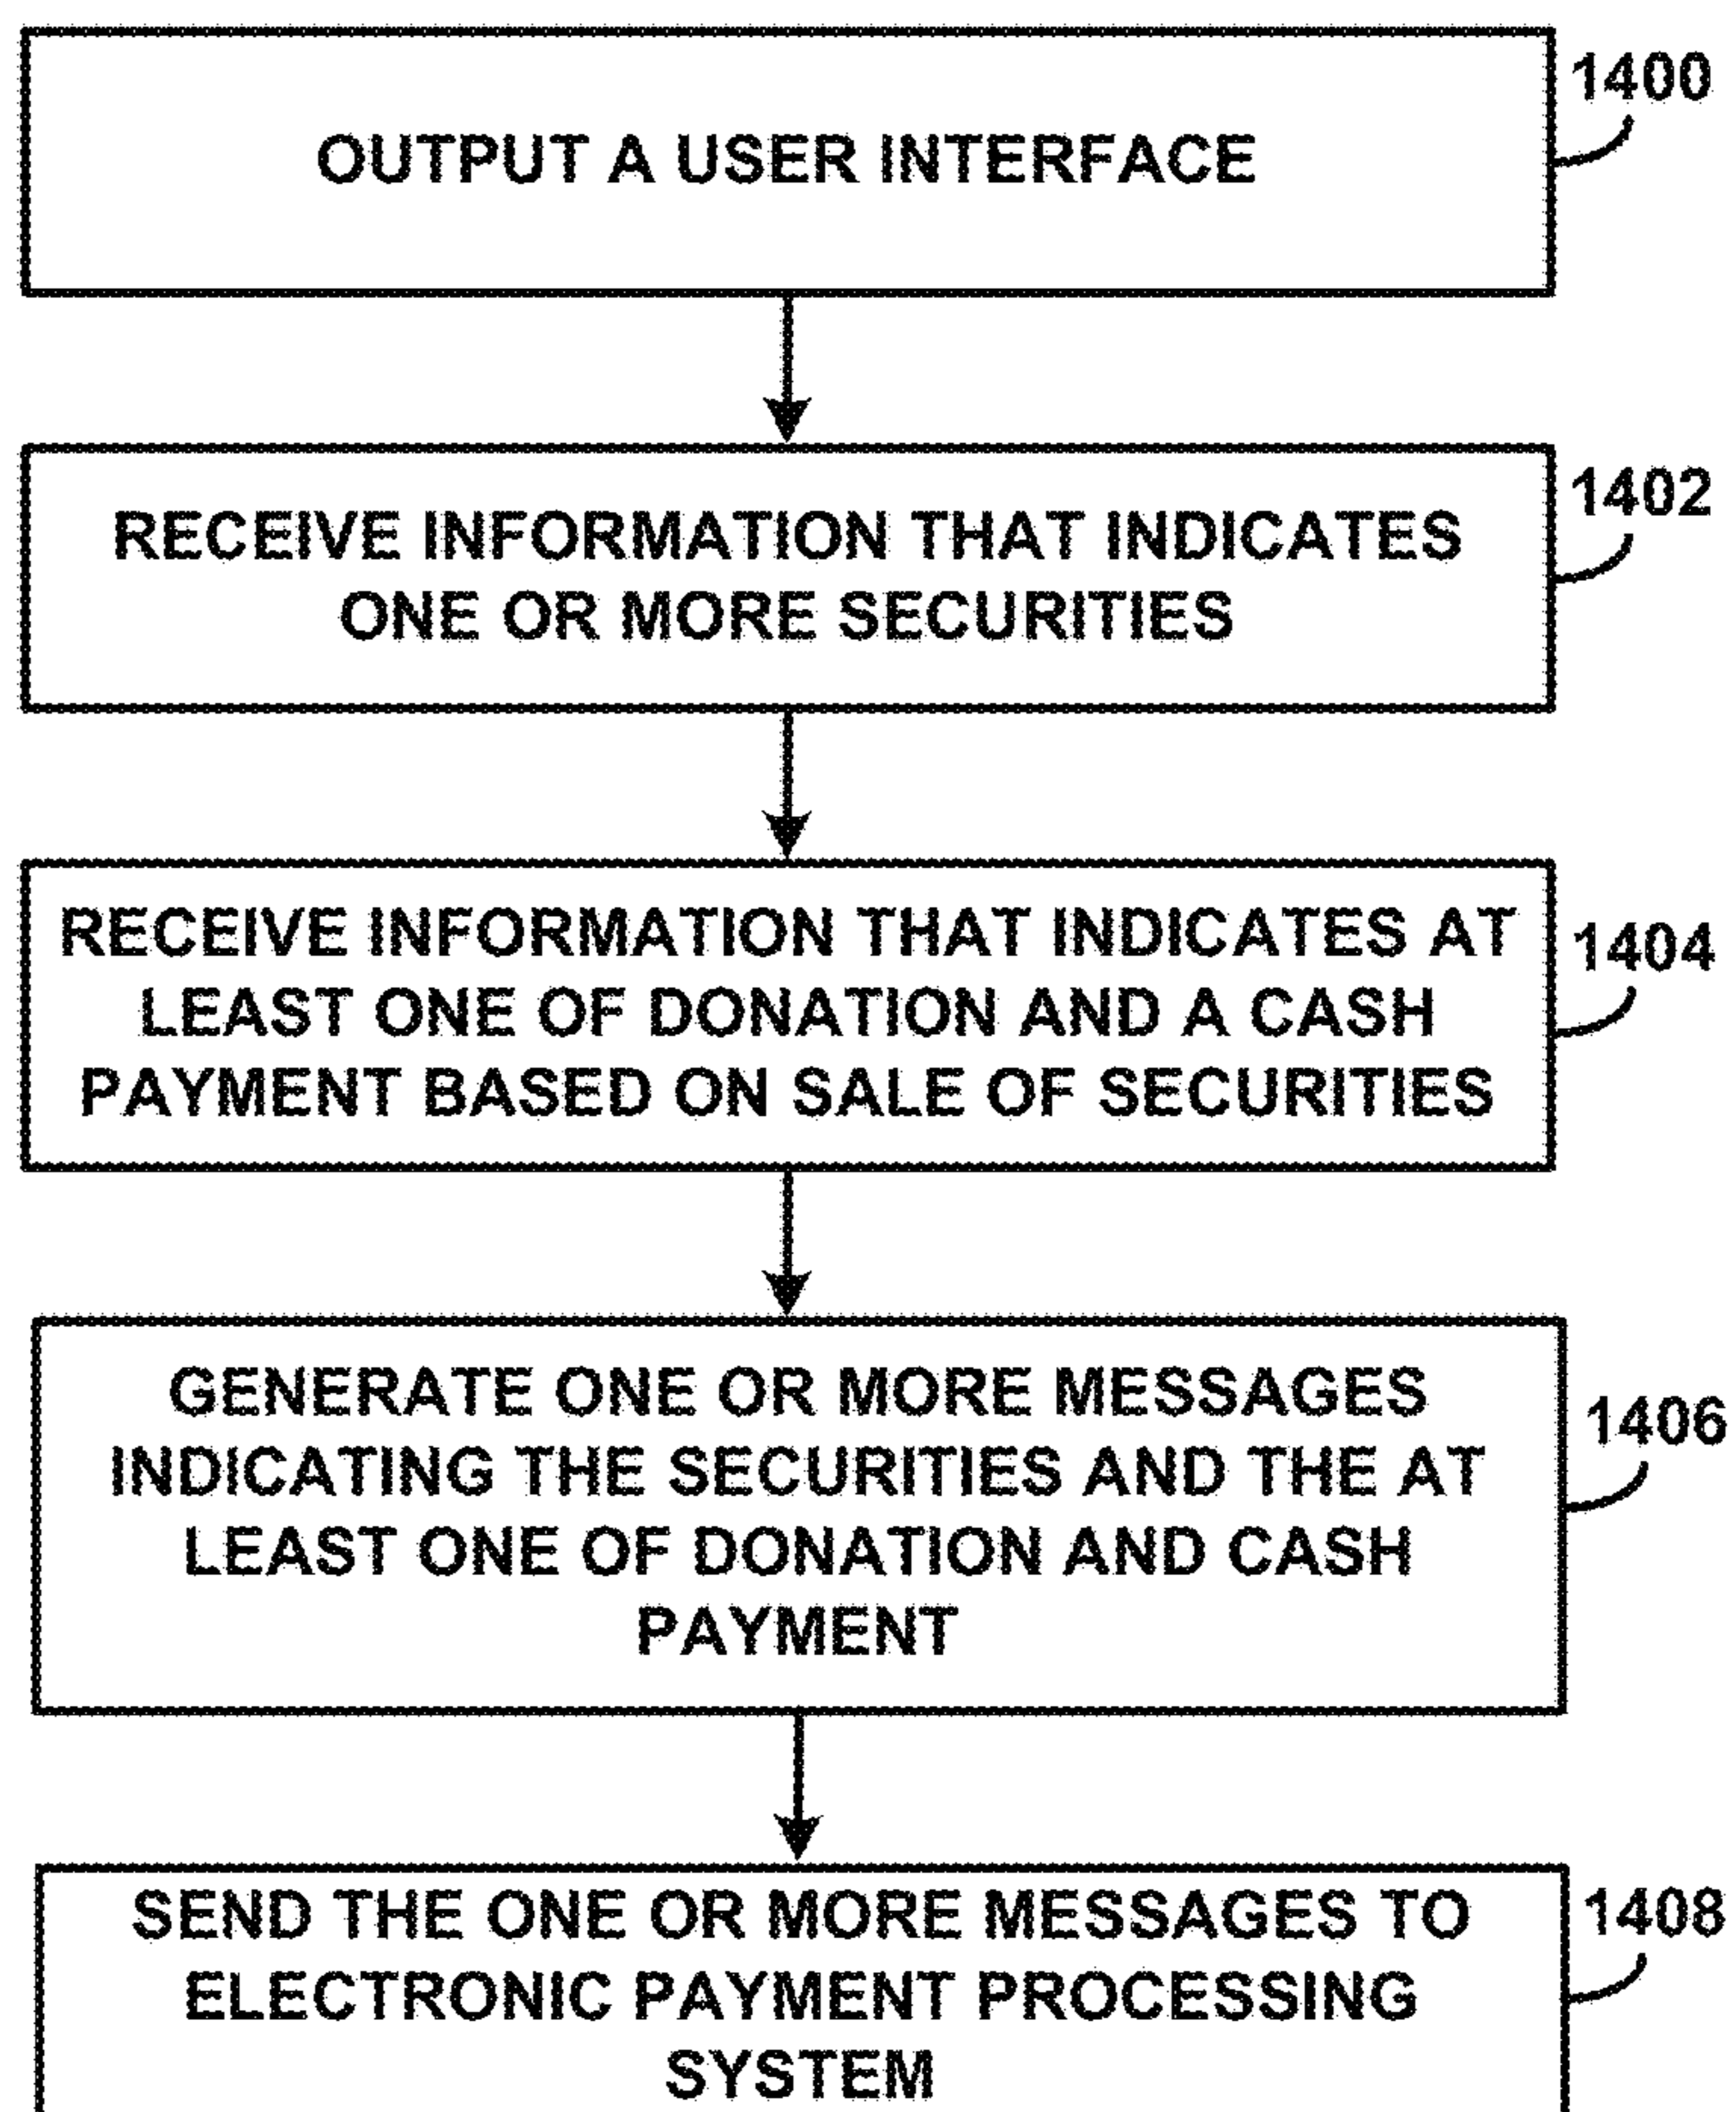 1400
OUTPUT A USER INTERFACE
1402
RECEIVE INFORMATION THAT INDICATES
ONE OR MORE SECURITIES
RECEIVE INFORMATION THAT INDICATES AT
1404
LEAST ONE OF DONATION AND A CASH
PAYMENT BASED ON SALE OF SECURITIES
GENERATE ONE OR MORE MESSAGES
1406
INDICATING THE SECURITIES AND THE AT
LEAST ONE OF DONATION AND CASH
PAYMENT
SEND THE ONE OR MORE MESSAGES TO
1408
ELECTRONIC PAYMENT PROCESSING
SYSTEM